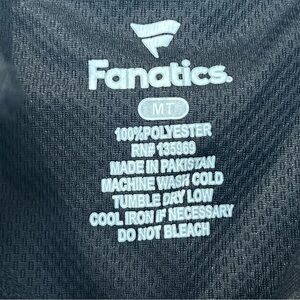 Fanatics.
MT
100%POLYESTER
RN# 135969
MADE IN PAKISTAN
MACHINE WASH COLD
TUMBLE DRY LOW
COOL IRON IF NECESSARY
DO NOT BLEACH